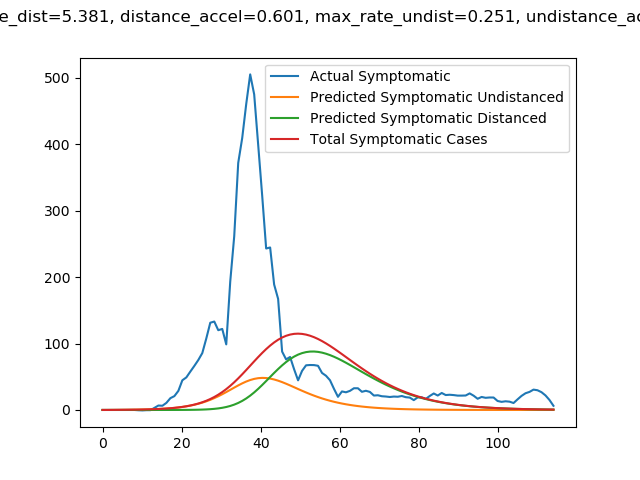 e_dist=5.381, distance_accel=0.601, max_rate_undist=0.251, undistance_ac
Actual Symptomatic
Predicted Symptomatic Undistanced
Predicted Symptomatic Distanced
Total Symptomatic Cases
500
400
300
200
100
0
0 20 40 60 80 100